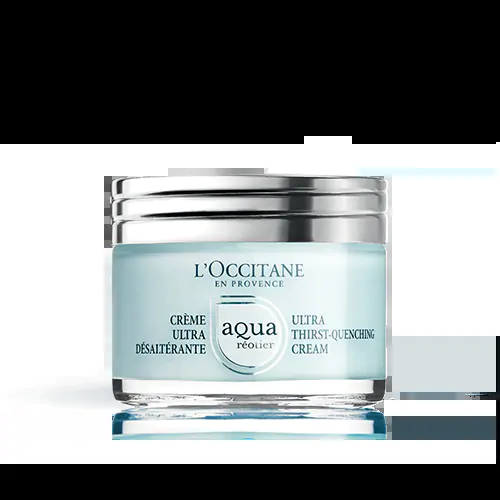 L'OCCITANE
EN PROVENCE
CRÈME
ULTRA
DÉSALTÉRANTE
aqua
réotier
ULTRA
THIRST-QUENCHING
CREAM